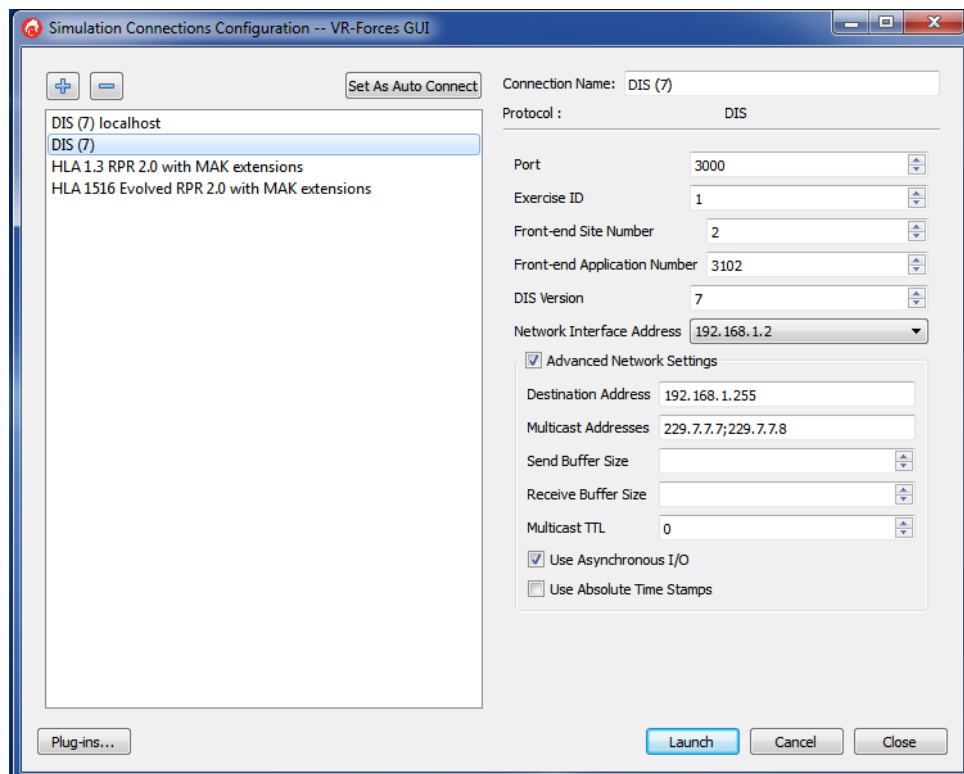 Simulation Connections Configuration -- VR-Forces GUI
Set As Auto Connect
DIS (7) localhost
DIS (7)
HLA 1.3 RPR 2.0 with MAK extensions
HLA 1516 Evolved RPR 2.0 with MAK extensions
Connection Name: DIS (7)
Protocol : DIS
Port 3000
Exercise ID 1
Front-end Site Number 2
Front-end Application Number 3102
DIS Version 7
Network Interface Address 192.168.1.2
Advanced Network Settings
Destination Address 192.168.1.255
Multicast Addresses 229.7.7.7;229.7.7.8
Send Buffer Size
Receive Buffer Size
Multicast TTL 0
Use Asynchronous I/O
Use Absolute Time Stamps
Plug-ins... Launch Cancel Close